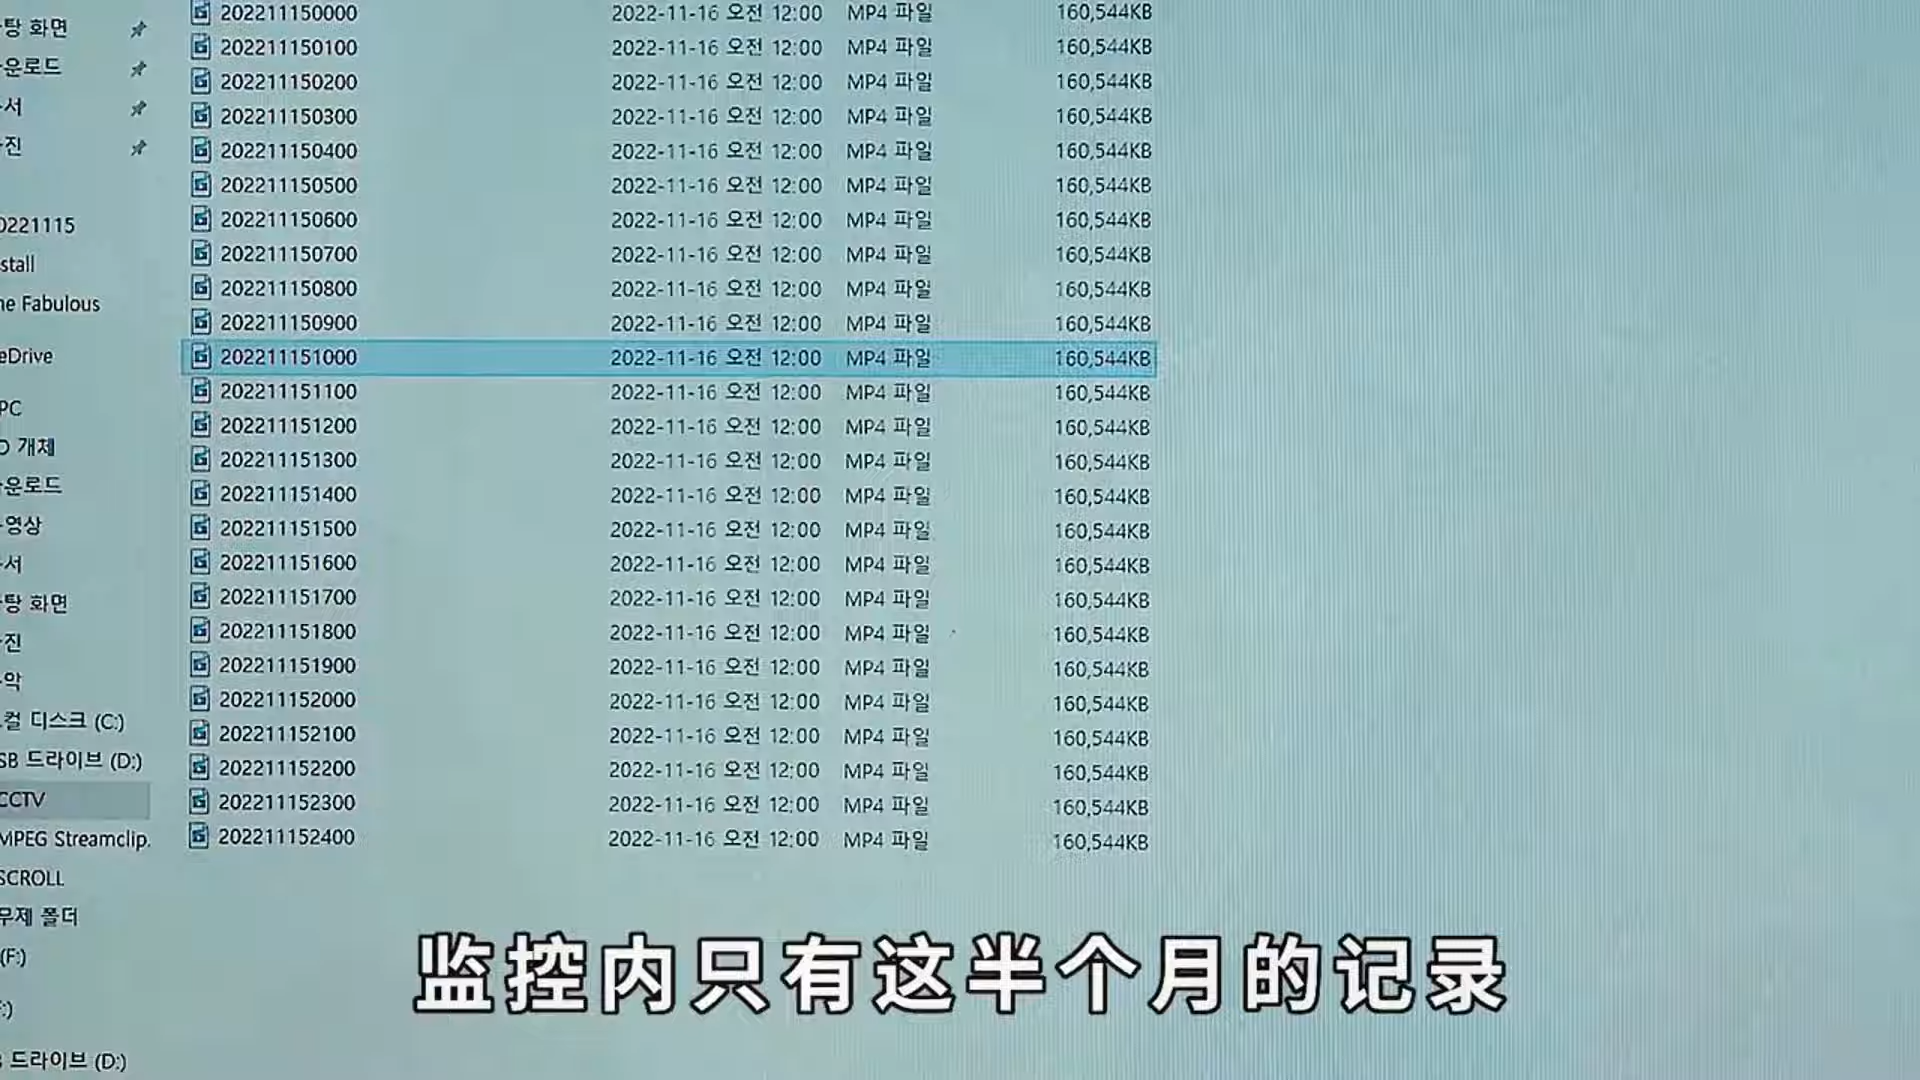 탕 화면
운로드
서
진
0221115
stall
ne Fabulous
eDrive
PC
D 개체
운로드
영상
서
탕 화면
진
악
컬 디스크 (C:)
SB 드라이브 (D:)
CCTV
MPEG Streamclip.
SCROLL
무제 폴더
(F:)
:)
드라이브 (D:)
202211150000 2022-11-16 오전 12:00 MP4 파일 160,544KB
202211150100 2022-11-16 오전 12:00 MP4 파일 160,544KB
202211150200 2022-11-16 오전 12:00 MP4 파일 160,544KB
202211150300 2022-11-16 오전 12:00 MP4 파일 160,544KB
202211150400 2022-11-16 오전 12:00 MP4 파일 160,544KB
202211150500 2022-11-16 오전 12:00 MP4 파일 160,544KB
202211150600 2022-11-16 오전 12:00 MP4 파일 160,544KB
202211150700 2022-11-16 오전 12:00 MP4 파일 160,544KB
202211150800 2022-11-16 오전 12:00 MP4 파일 160,544KB
202211150900 2022-11-16 오전 12:00 MP4 파일 160,544KB
202211151000 2022-11-16 오전 12:00 MP4 파일 160,544KB
202211151100 2022-11-16 오전 12:00 MP4 파일 160,544KB
202211151200 2022-11-16 오전 12:00 MP4 파일 160,544KB
202211151300 2022-11-16 오전 12:00 MP4 파일 160,544KB
202211151400 2022-11-16 오전 12:00 MP4 파일 160,544KB
202211151500 2022-11-16 오전 12:00 MP4 파일 160,544KB
202211151600 2022-11-16 오전 12:00 MP4 파일 160,544KB
202211151700 2022-11-16 오전 12:00 MP4 파일 160,544KB
202211151800 2022-11-16 오전 12:00 MP4 파일 160,544KB
202211151900 2022-11-16 오전 12:00 MP4 파일 160,544KB
202211152000 2022-11-16 오전 12:00 MP4 파일 160,544KB
202211152100 2022-11-16 오전 12:00 MP4 파일 160,544KB
202211152200 2022-11-16 오전 12:00 MP4 파일 160,544KB
202211152300 2022-11-16 오전 12:00 MP4 파일 160,544KB
202211152400 2022-11-16 오전 12:00 MP4 파일 160,544KB
监控内只有这半个月的记录